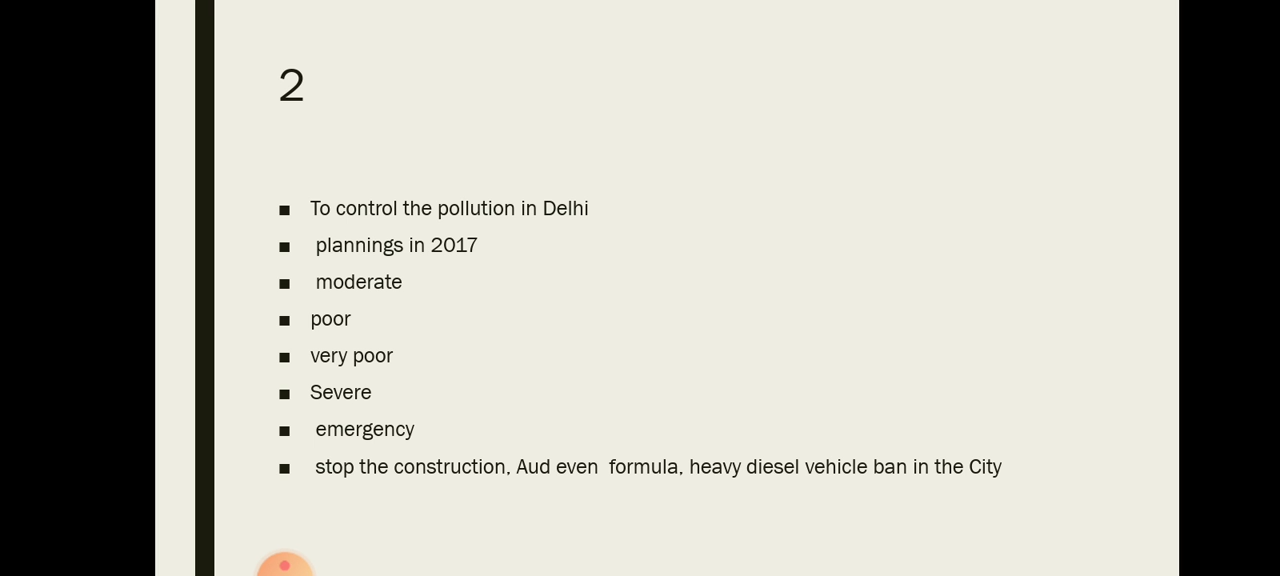 2
To control the pollution in Delhi
plannings in 2017
moderate
poor
very poor
Severe
emergency
stop the construction, Aud even formula, heavy diesel vehicle ban in the City